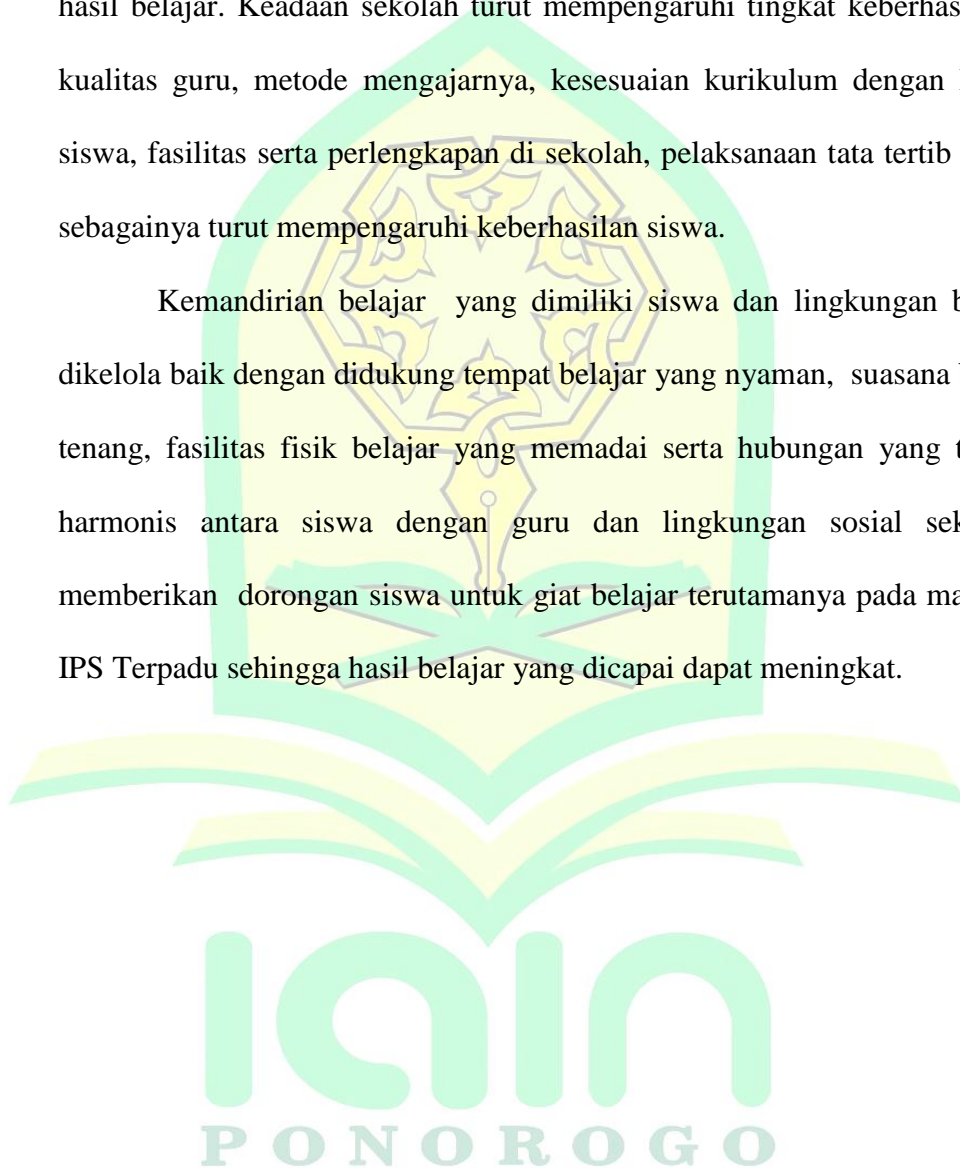 hasil belajar. Keadaan sekolah turut mempengaruhi tingkat keberhas
kualitas guru, metode mengajarnya, kesesuaian kurikulum dengan
siswa, fasilitas serta perlengkapan di sekolah, pelaksanaan tata tertib
sebagainya turut mempengaruhi keberhasilan siswa.
Kemandirian belajar yang dimiliki siswa dan lingkungan b
dikelola baik dengan didukung tempat belajar yang nyaman, suasana
tenang, fasilitas fisik belajar yang memadai serta hubungan yang t
harmonis antara siswa dengan guru dan lingkungan sosial sek
memberikan dorongan siswa untuk giat belajar terutamanya pada ma
IPS Terpadu sehingga hasil belajar yang dicapai dapat meningkat.
iain
PONOROGO